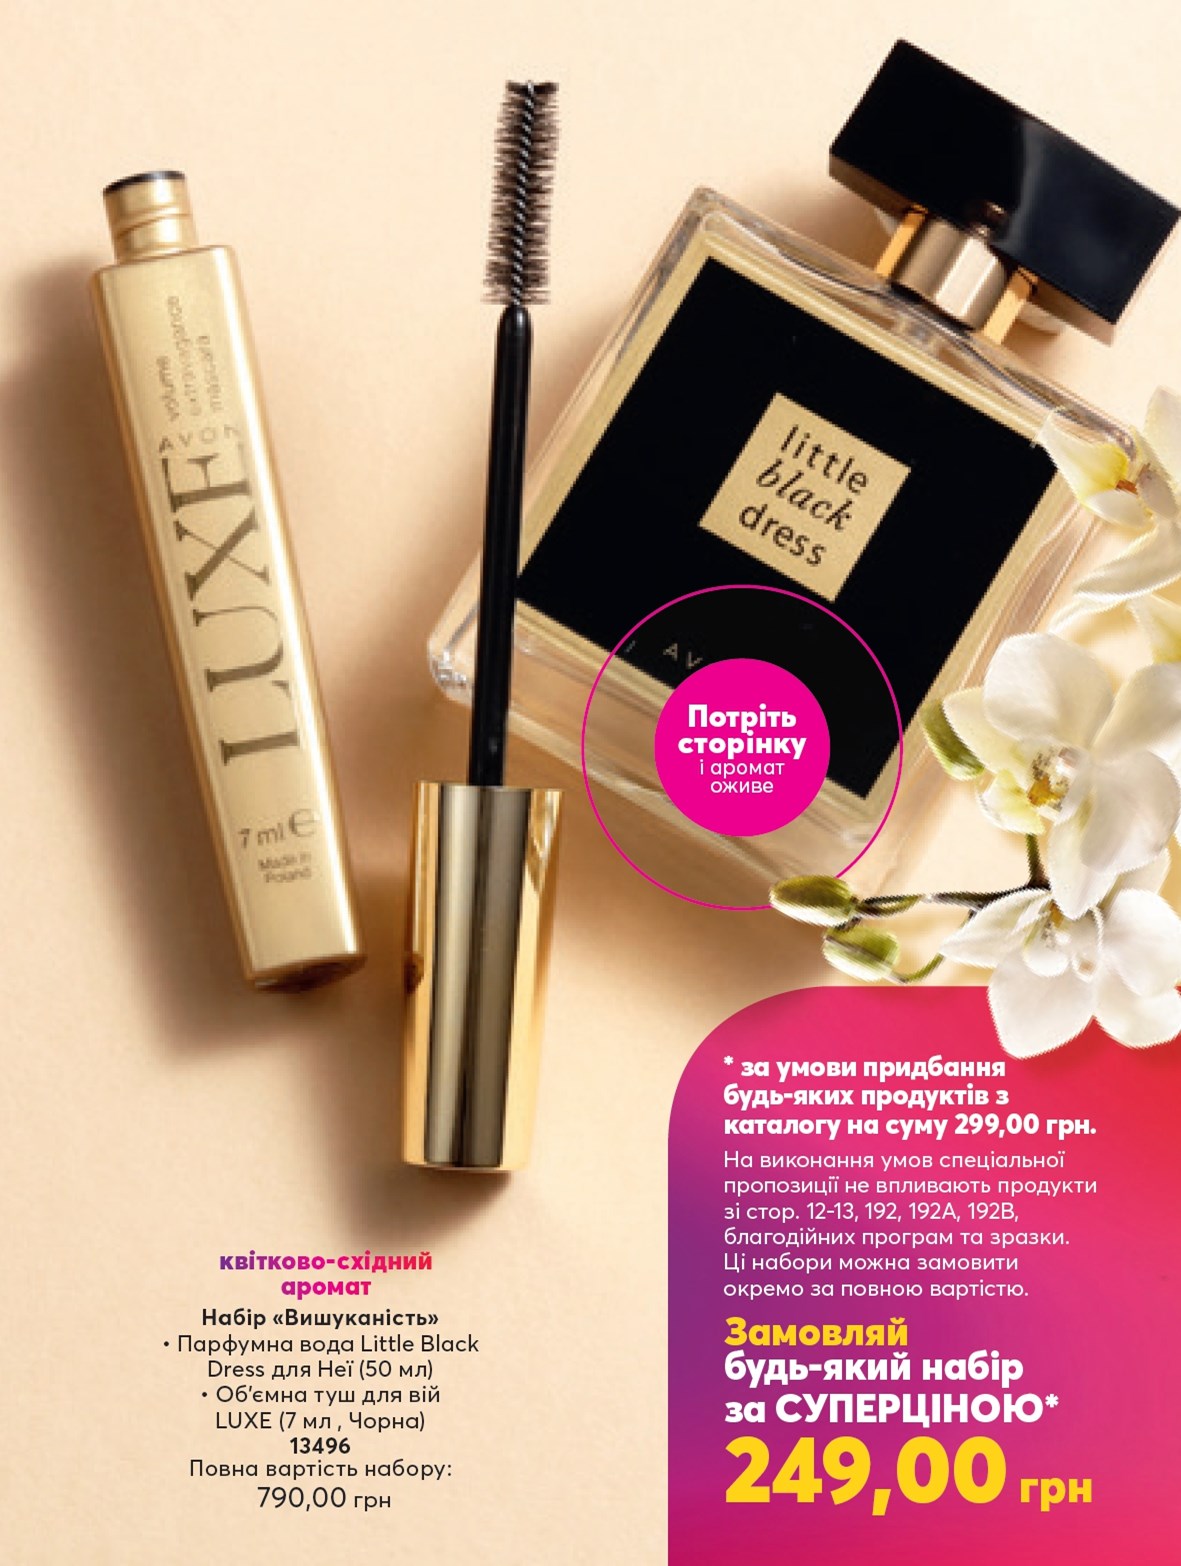 AVON
LUXE
volume
extravagance
mascara
7 ml
Made in
Poland
little
black
dress
AV
Потріть
сторінку
і аромат
оживе
* за умови придбання
будь-яких продуктів з
каталогу на суму 299,00 грн.
На виконання умов спеціальної
пропозиції не впливають продукти
зі стор. 12-13, 192, 192А, 192В,
благодійних програм та зразки.
Ці набори можна замовити
окремо за повною вартістю.
Замовляй
будь-який набір
за СУПЕРЦІНОЮ*
249,00 грн
квітково-східний
аромат
Набір «Вишуканість»
• Парфумна вода Little Black
Dress для Неї (50 мл)
• Об'ємна туш для вій
LUXE (7 мл , Чорна)
13496
Повна вартість набору:
790,00 грн